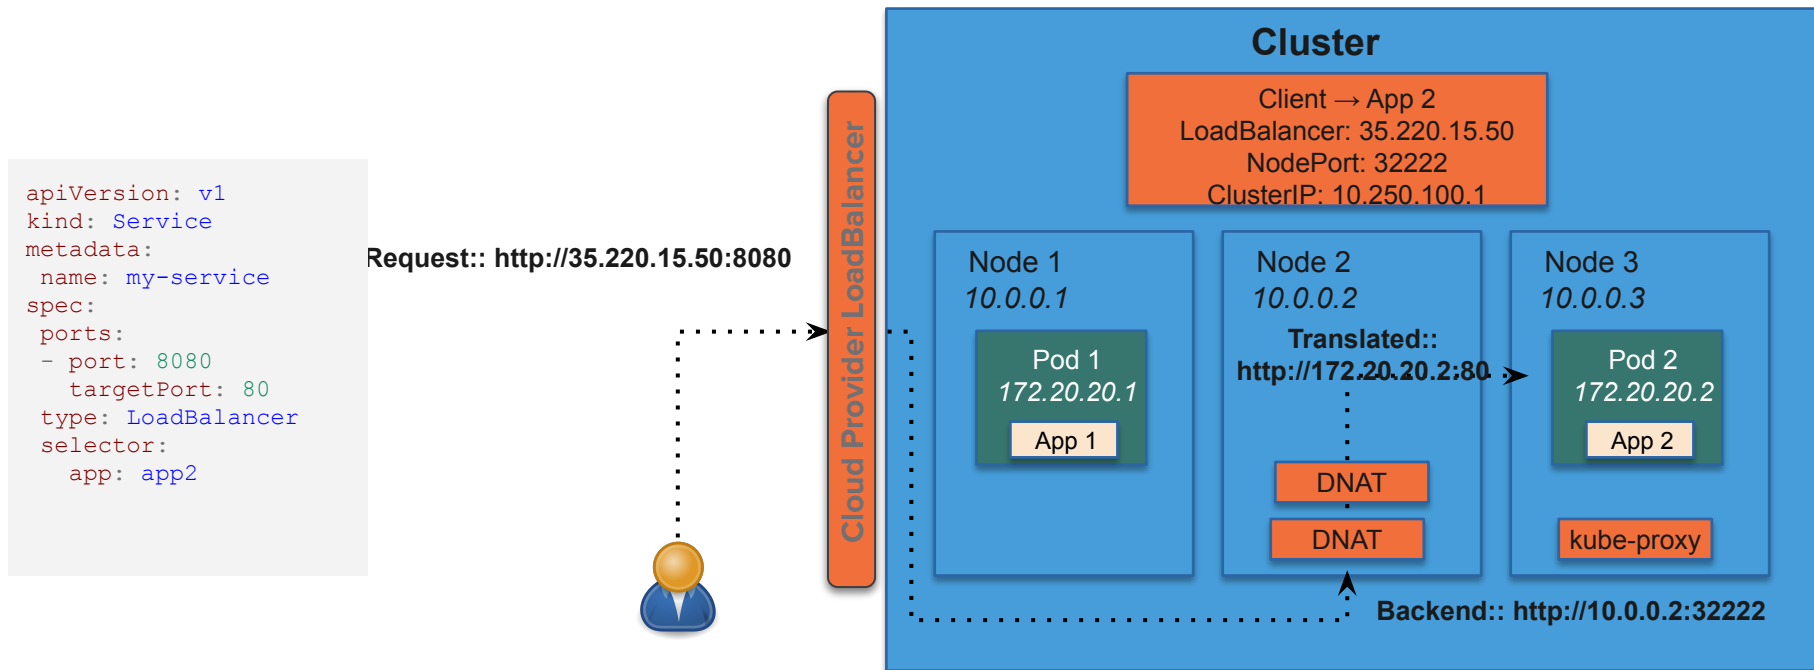 apiVersion: v1
kind: Service
metadata:
 name: my-service
spec:
 ports:
 - port: 8080
   targetPort: 80
 type: LoadBalancer
 selector:
   app: app2
Request:: http://35.220.15.50:8080
Cloud Provider LoadBalancer
Cluster
Client → App 2
LoadBalancer: 35.220.15.50
NodePort: 32222
ClusterIP: 10.250.100.1
Node 1
10.0.0.1
Pod 1
172.20.20.1
App 1
Node 2
10.0.0.2
Translated::
http://172.20.20.2:80
DNAT
DNAT
Node 3
10.0.0.3
Pod 2
172.20.20.2
App 2
kube-proxy
Backend:: http://10.0.0.2:32222